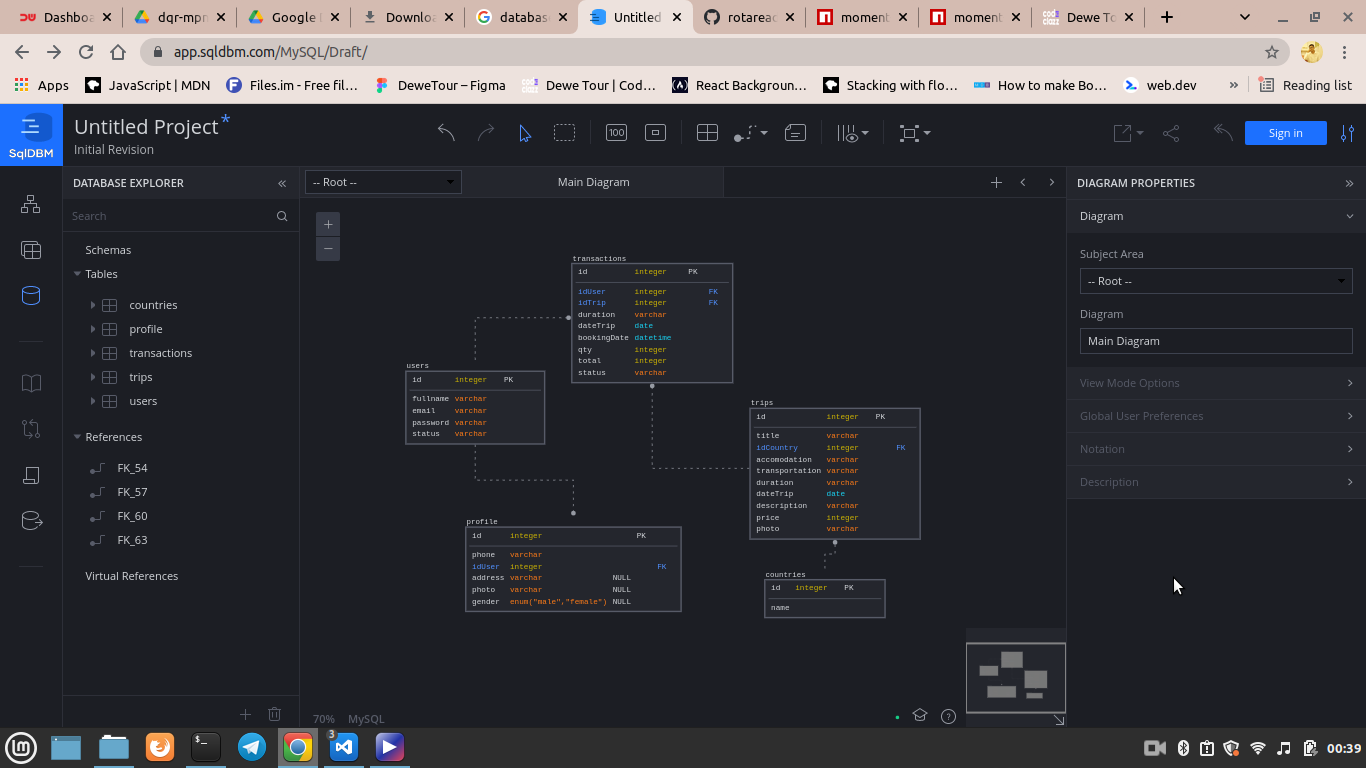 Dashboa
dqr-mpr
Google
Downlo
databas
Untitled
rotarea
moment
moment
Dewe To
app.sqldbm.com/MySQL/Draft/
Apps
JavaScript | MDN
Files.im - Free fil…
DeweTour – Figma
Dewe Tour | Cod…
React Backgroun…
Stacking with flo…
How to make Bo…
web.dev
Reading list
SqlDBM
Untitled Project*
Initial Revision
100
Sign in
DATABASE EXPLORER
Search
Schemas
Tables
countries
profile
transactions
trips
users
References
FK_54
FK_57
FK_60
FK_63
Virtual References
-- Root --
Main Diagram
transactions
id integer PK
idUser integer FK
idTrip integer FK
duration varchar
dateTrip date
bookingDate datetime
qty integer
total integer
status varchar
users
id integer PK
fullname varchar
email varchar
password varchar
status varchar
trips
id integer PK
title varchar
idCountry integer FK
accomodation varchar
transportation varchar
duration varchar
dateTrip date
description varchar
price integer
photo varchar
profile
id integer PK
phone varchar
idUser integer FK
address varchar NULL
photo varchar NULL
gender enum("male","female") NULL
countries
id integer PK
name
70% MySQL
DIAGRAM PROPERTIES
Diagram
Subject Area
-- Root --
Diagram
Main Diagram
View Mode Options
Global User Preferences
Notation
Description
$_
3
00:39